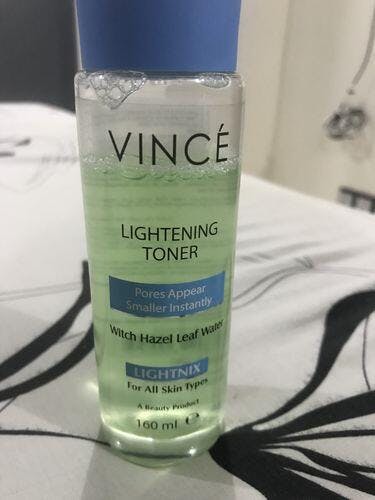 VINCÉ
LIGHTENING
TONER
Pores Appear
Smaller Instantly
Witch Hazel Leaf Water
LIGHTNIX
For All Skin Types
A Beauty Product
160 ml ℮